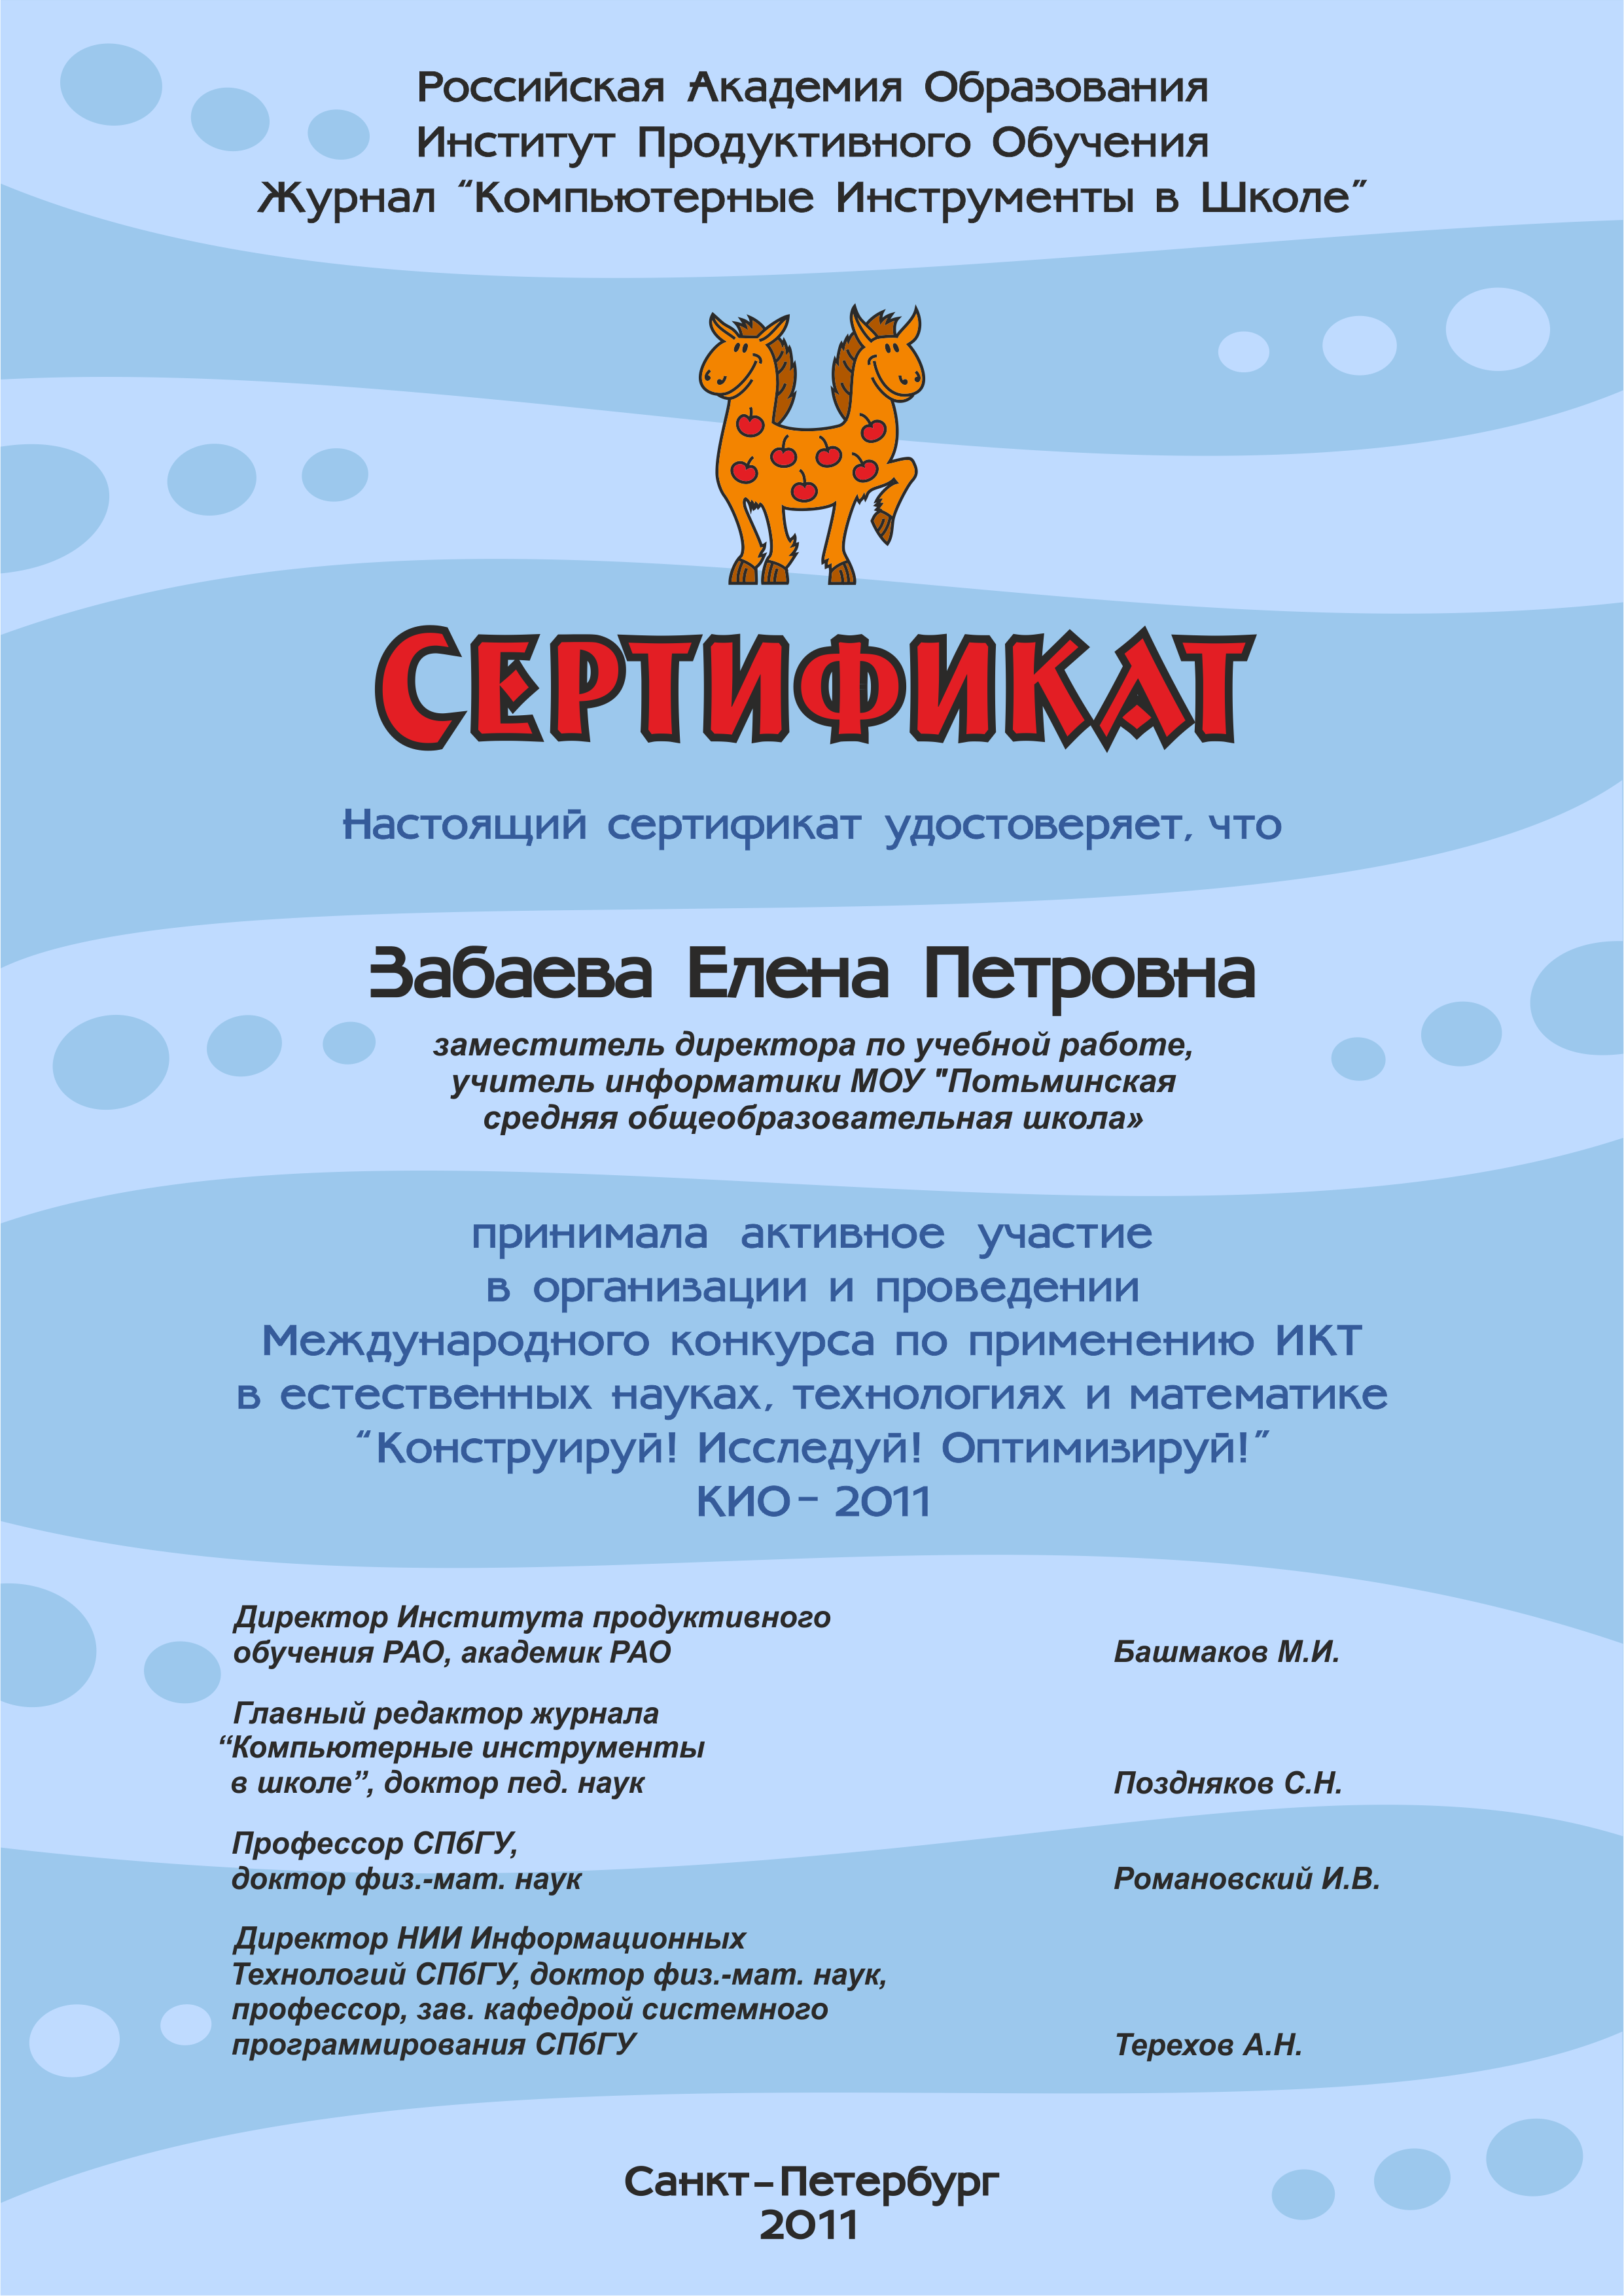 Российская Академия Образования
Институт Продуктивного Обучения
Журнал “Компьютерные Инструменты в Школе”
Сертификат
Настоящий сертификат удостоверяет, что
Забаева Елена Петровна
заместитель директора по учебной работе,
учитель информатики МОУ "Потьминская
средняя общеобразовательная школа»
принимала активное участие
в организации и проведении
Международного конкурса по применению ИКТ
в естественных науках, технологиях и математике
“Конструируй! Исследуй! Оптимизируй!”
КИО – 2011
Директор Института продуктивного
обучения РАО, академик РАО Башмаков М.И.
Главный редактор журнала
“Компьютерные инструменты
в школе”, доктор пед. наук Поздняков С.Н.
Профессор СПбГУ,
доктор физ.-мат. наук Романовский И.В.
Директор НИИ Информационных
Технологий СПбГУ, доктор физ.-мат. наук,
профессор, зав. кафедрой системного
программирования СПбГУ Терехов А.Н.
Санкт–Петербург
2011